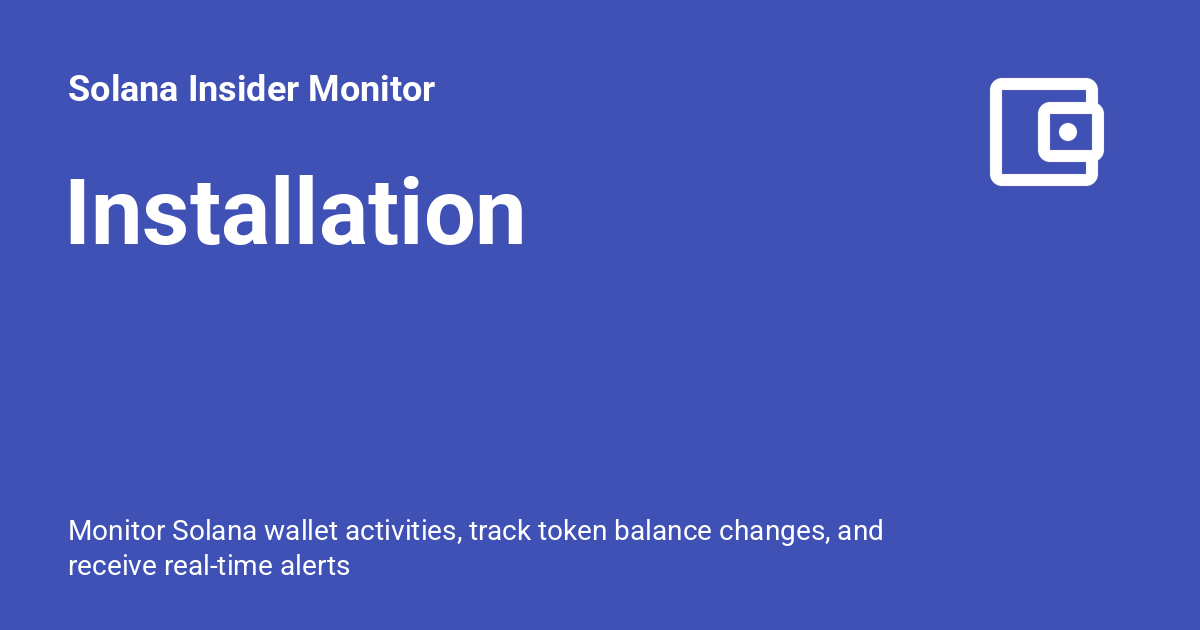 Solana Insider Monitor
Installation
Monitor Solana wallet activities, track token balance changes, and
receive real-time alerts